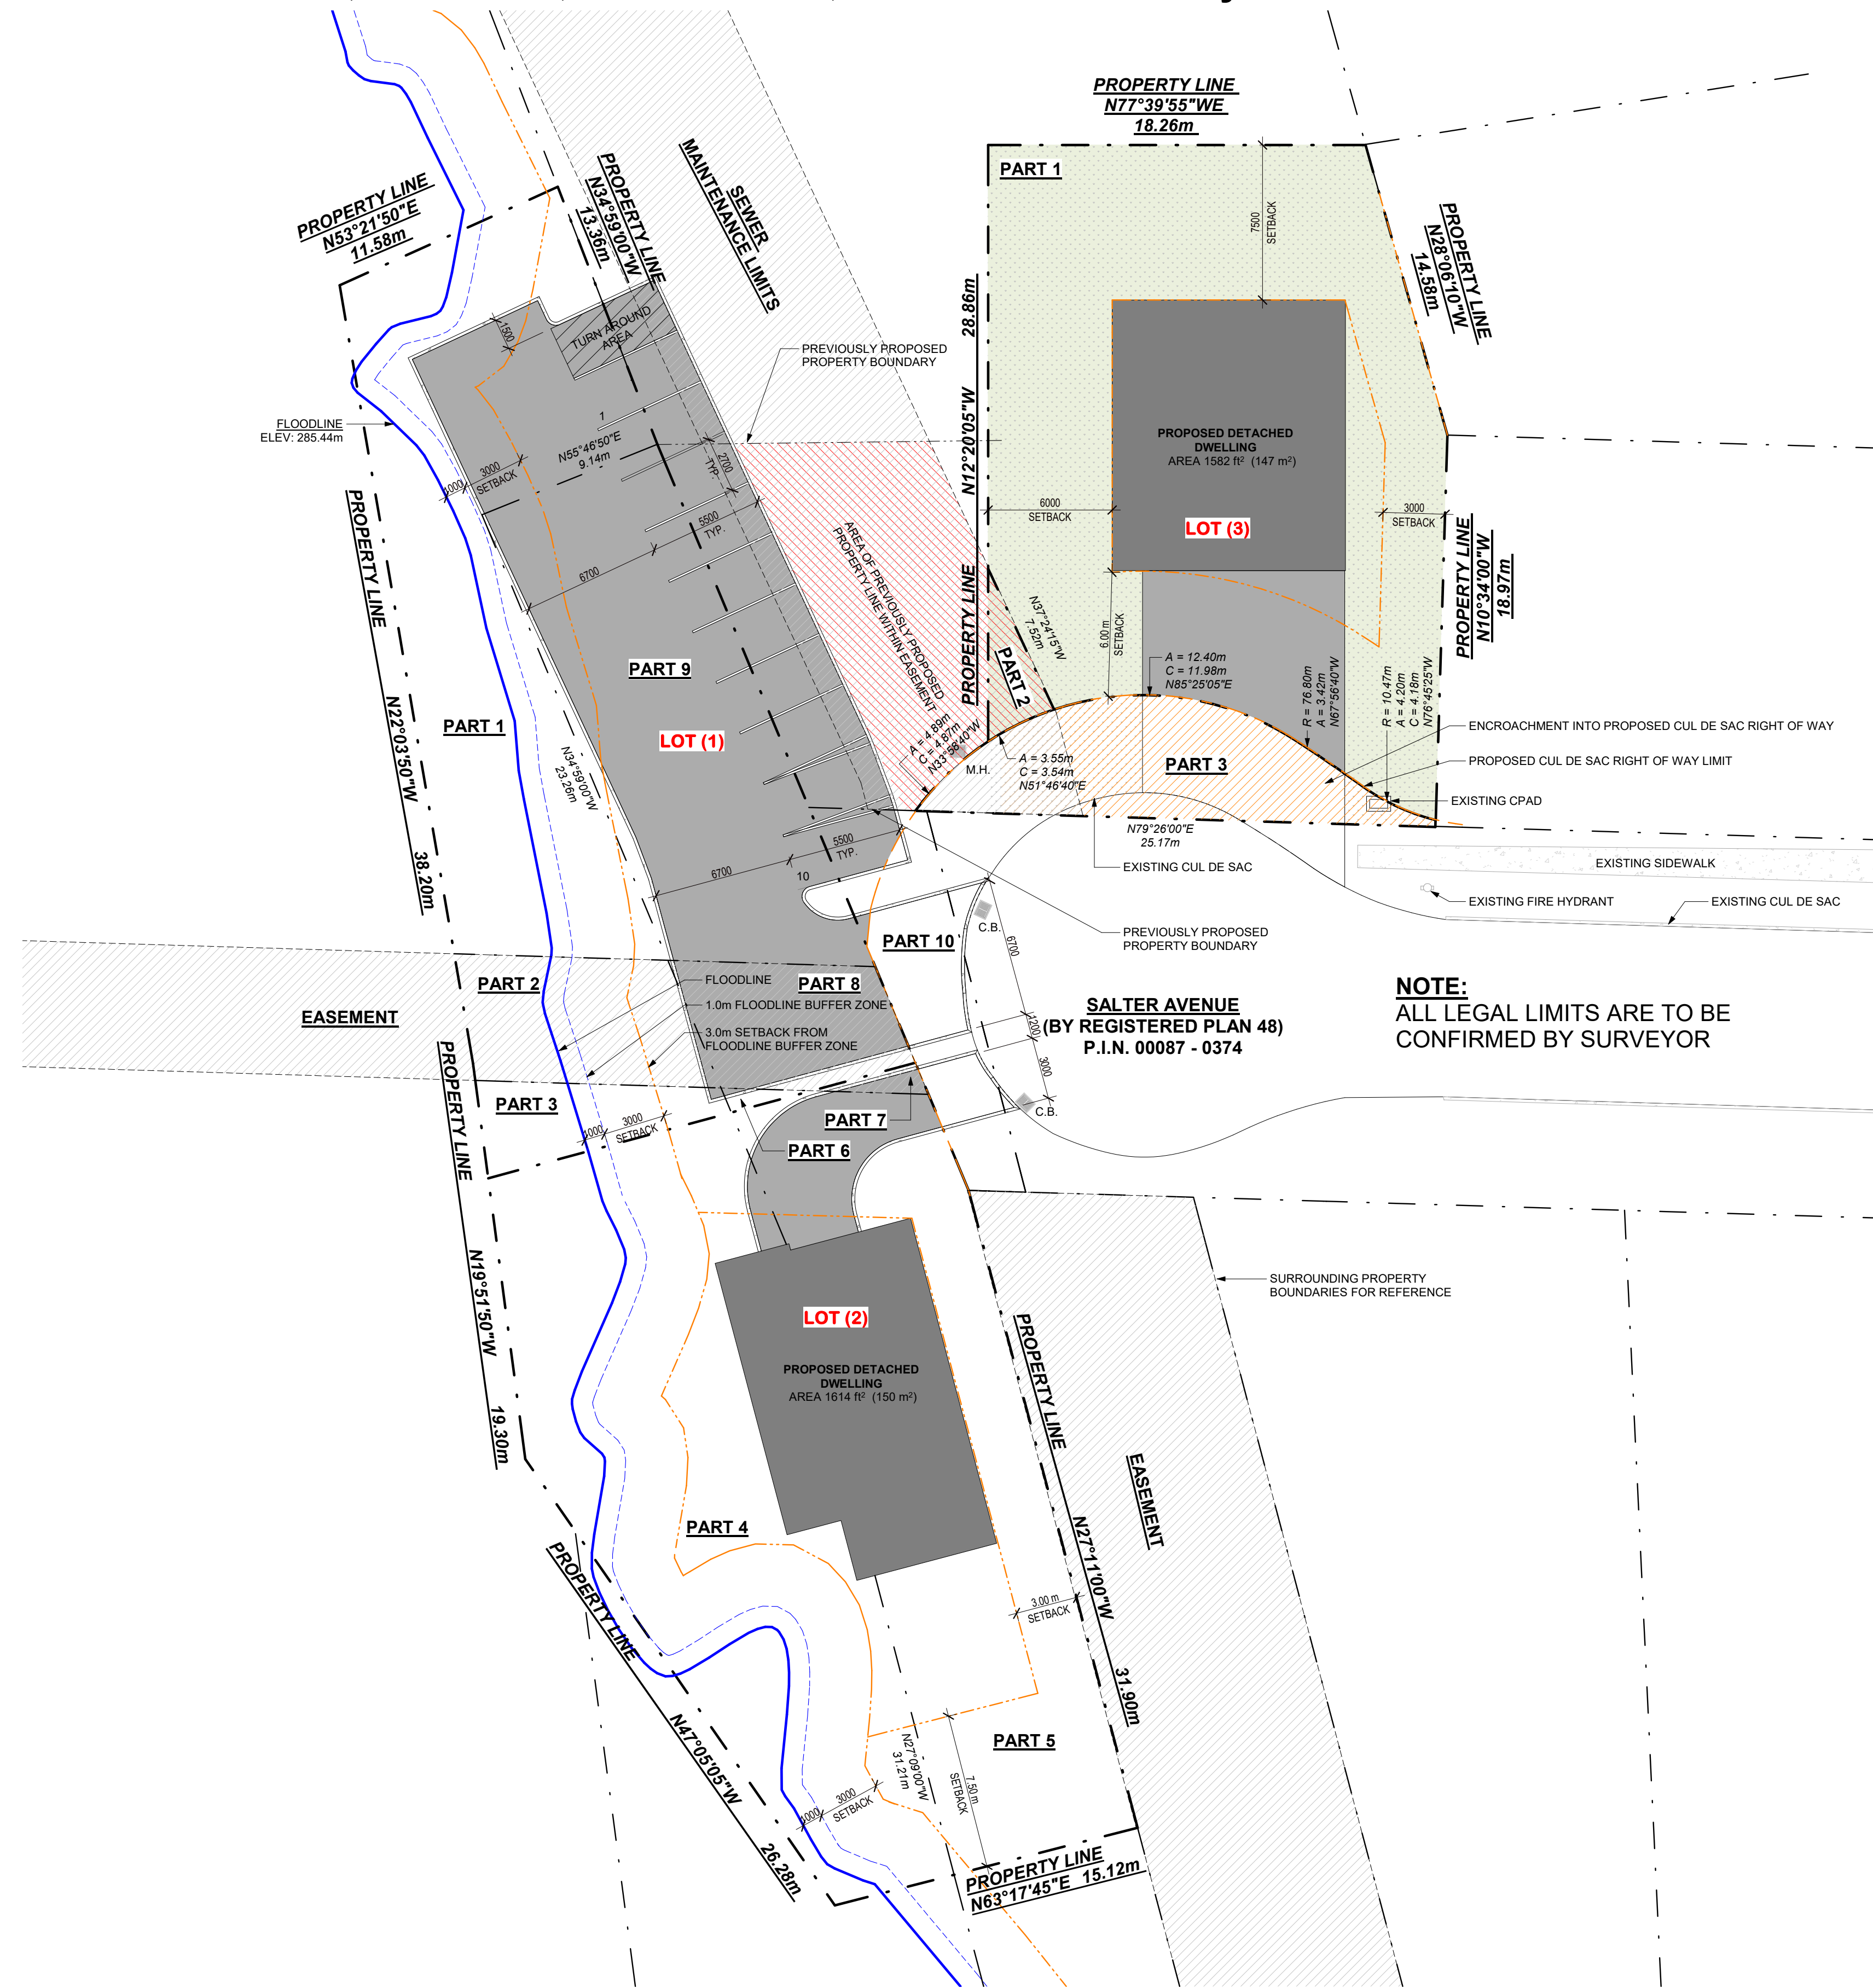 PROPERTY LINE
N77°39'55"WE
18.26m
PART 1
PROPERTY LINE
N53°21'50"E
11.58m
PROPERTY LINE
N34°59'00"W
13.36m
SEWER
MAINTENANCE LIMITS
7500
SETBACK
PROPERTY LINE
N28°06'10"W
14.58m
TURN AROUND
AREA
1500
PREVIOUSLY PROPOSED
PROPERTY BOUNDARY
PROPERTY LINE N12°20'05"W 28.86m
FLOODLINE
ELEV: 285.44m
1
N55°46'50"E
9.14m
2700
TYP.
1000
3000
SETBACK
5500
TYP.
6700
PROPOSED DETACHED
DWELLING
AREA 1582 ft² (147 m²)
6000
SETBACK
LOT (3)
3000
SETBACK
PROPERTY LINE
N10°34'00"W
18.97m
AREA OF PREVIOUSLY PROPOSED
PROPERTY LINE WITHIN EASEMENT
N37°24'15"W
7.52m
PART 2
6.00 m
SETBACK
PROPERTY LINE N22°03'50"W 38.20m
PART 9
PART 1
LOT (1)
N34°59'00"W
23.26m
A = 4.89m
C = 4.87m
N33°58'40"W
M.H.
A = 3.55m
C = 3.54m
N51°46'40"E
A = 12.40m
C = 11.98m
N85°25'05"E
R = 76.80m
A = 3.42m
N67°56'40"W
R = 10.47m
A = 4.20m
C = 4.18m
N76°45'25"W
PART 3
ENCROACHMENT INTO PROPOSED CUL DE SAC RIGHT OF WAY
PROPOSED CUL DE SAC RIGHT OF WAY LIMIT
EXISTING CPAD
N79°26'00"E
25.17m
EXISTING CUL DE SAC
EXISTING SIDEWALK
EXISTING FIRE HYDRANT
EXISTING CUL DE SAC
5500
TYP.
6700
10
C.B.
6700
PREVIOUSLY PROPOSED
PROPERTY BOUNDARY
PART 10
PART 2
EASEMENT
FLOODLINE
PART 8
1.0m FLOODLINE BUFFER ZONE
3.0m SETBACK FROM
FLOODLINE BUFFER ZONE
SALTER AVENUE
(BY REGISTERED PLAN 48)
P.I.N. 00087 - 0374
1200
3000
C.B.
NOTE:
ALL LEGAL LIMITS ARE TO BE
CONFIRMED BY SURVEYOR
PART 3
1000
3000
SETBACK
PART 7
PART 6
PROPERTY LINE N19°51'50"W 19.30m
SURROUNDING PROPERTY
BOUNDARIES FOR REFERENCE
LOT (2)
PROPOSED DETACHED
DWELLING
AREA 1614 ft² (150 m²)
PROPERTY LINE N27°11'00"W 31.90m
EASEMENT
PART 4
3.00 m
SETBACK
PROPERTY LINE N47°05'05"W 26.28m
PART 5
N27°09'00"W
31.21m
7.50 m
SETBACK
1000
3000
SETBACK
PROPERTY LINE
N63°17'45"E 15.12m